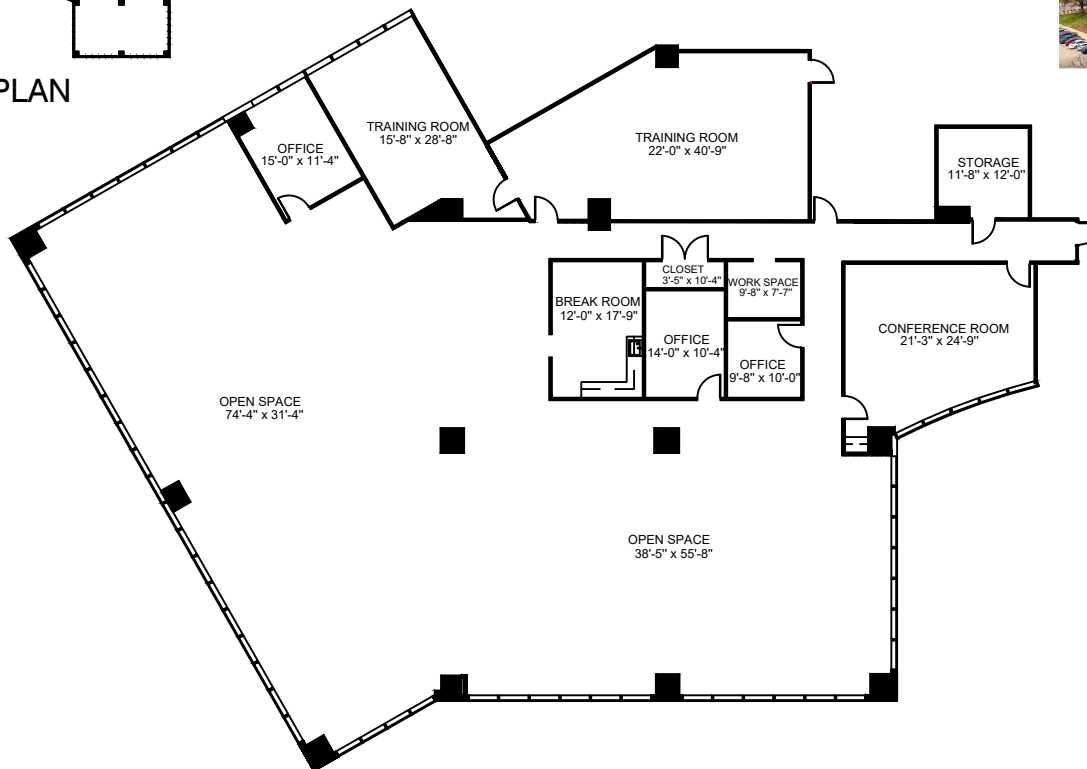 PLAN
OFFICE
15'-0" x 11'-4"
TRAINING ROOM
15'-8" x 28'-8"
TRAINING ROOM
22'-0" x 40'-9"
STORAGE
11'-8" x 12'-0"
CLOSET
3'-5" x 10'-4"
WORK SPACE
9'-8" x 7'-7"
BREAK ROOM
12'-0" x 17'-9"
OFFICE
14'-0" x 10'-4"
OFFICE
9'-8" x 10'-0"
CONFERENCE ROOM
21'-3" x 24'-9"
OPEN SPACE
74'-4" x 31'-4"
OPEN SPACE
38'-5" x 55'-8"